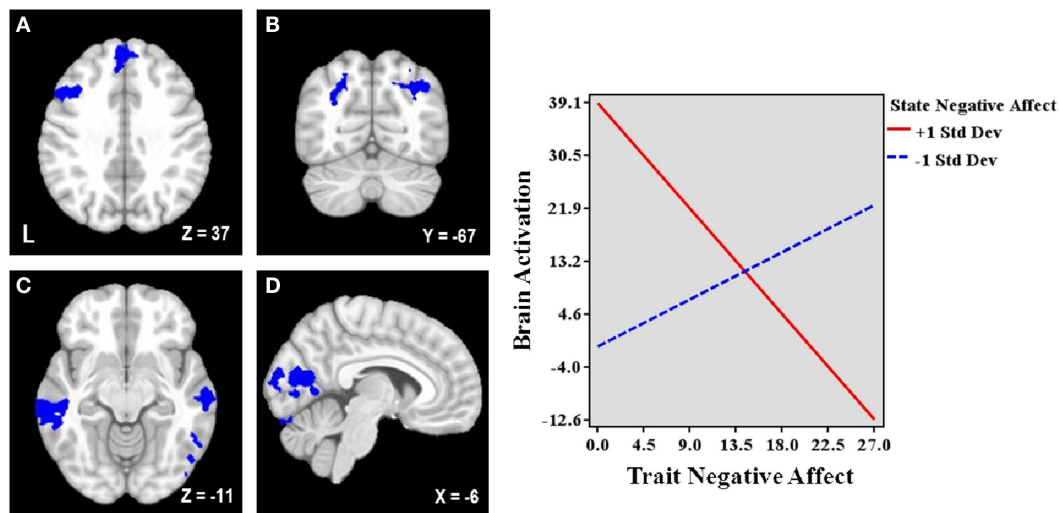 A
L
Z = 37
B
Y = -67
C
Z = -11
D
X = -6
Brain Activation
39.1
30.5
21.9
13.2
4.6
-4.0
-12.6
0.0 4.5 9.0 13.5 18.0 22.5 27.0
Trait Negative Affect
State Negative Affect
+1 Std Dev
-1 Std Dev